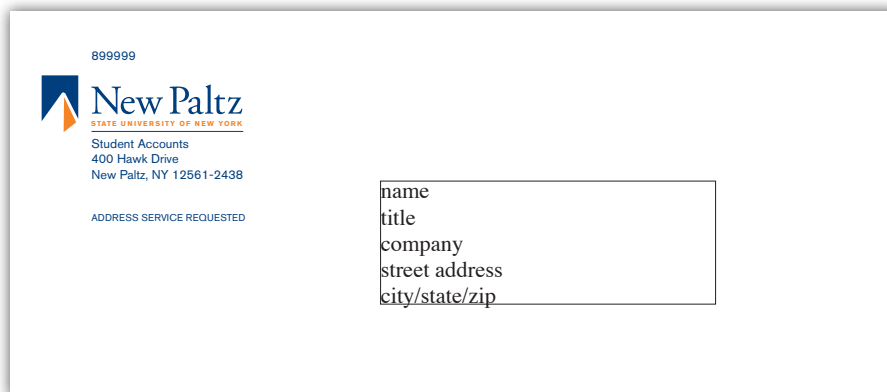 899999
New Paltz
STATE UNIVERSITY OF NEW YORK
Student Accounts
400 Hawk Drive
New Paltz, NY 12561-2438
ADDRESS SERVICE REQUESTED
name
title
company
street address
city/state/zip